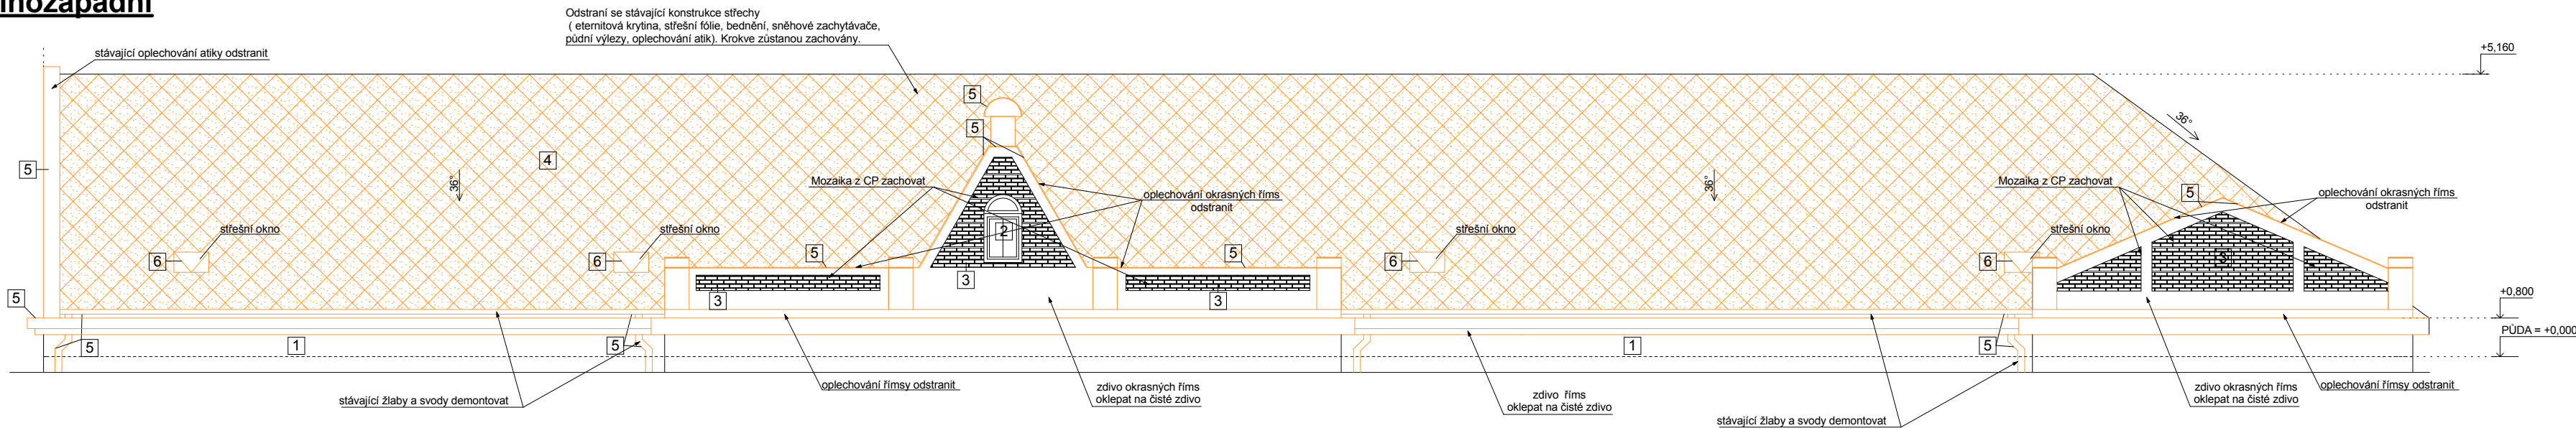 Odstraní se stávající konstrukce střechy
( eternitová krytina, střešní fólie, bednění, sněhové zachytávače,
půdní výlezy, oplechování atik). Krokve zůstanou zachovány.
stávající oplechování atiky odstranit
+5,160
5
5
36°
5
4
36°
36°
Mozaika z CP zachovat
oplechování okrasných říms
odstranit
Mozaika z CP zachovat
5
oplechování okrasných říms
odstranit
střešní okno
střešní okno
2
střešní okno
střešní okno
6
6
5
5
6
6
3
3
3
3
5
+0,800
PŮDA = +0,000
5
1
5
1
5
stávající žlaby a svody demontovat
oplechování římsy odstranit
zdivo okrasných říms
oklepat na čisté zdivo
zdivo říms
oklepat na čisté zdivo
stávající žlaby a svody demontovat
zdivo okrasných říms
oklepat na čisté zdivo
oplechování římsy odstranit